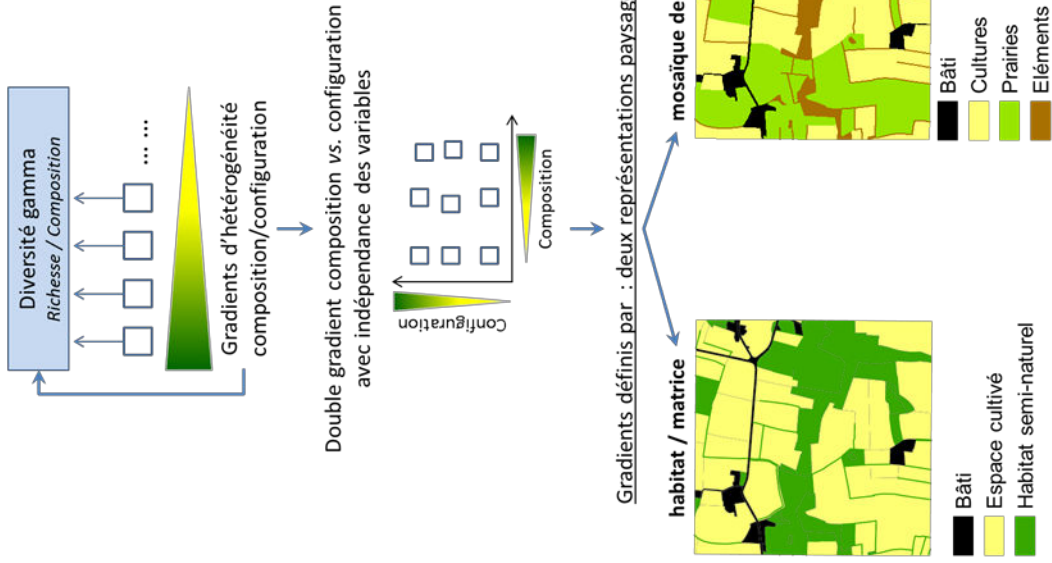 Diversité gamma
Richesse / Composition
... ...
Gradients d'hétérogénéité
composition/configuration
Double gradient composition vs. configuration
avec indépendance des variables
Configuration
Composition
Gradients définis par : deux représentations paysag
habitat / matrice
Bâti
Espace cultivé
Habitat semi-naturel
mosaïque de
Bâti
Cultures
Prairies
Eléments